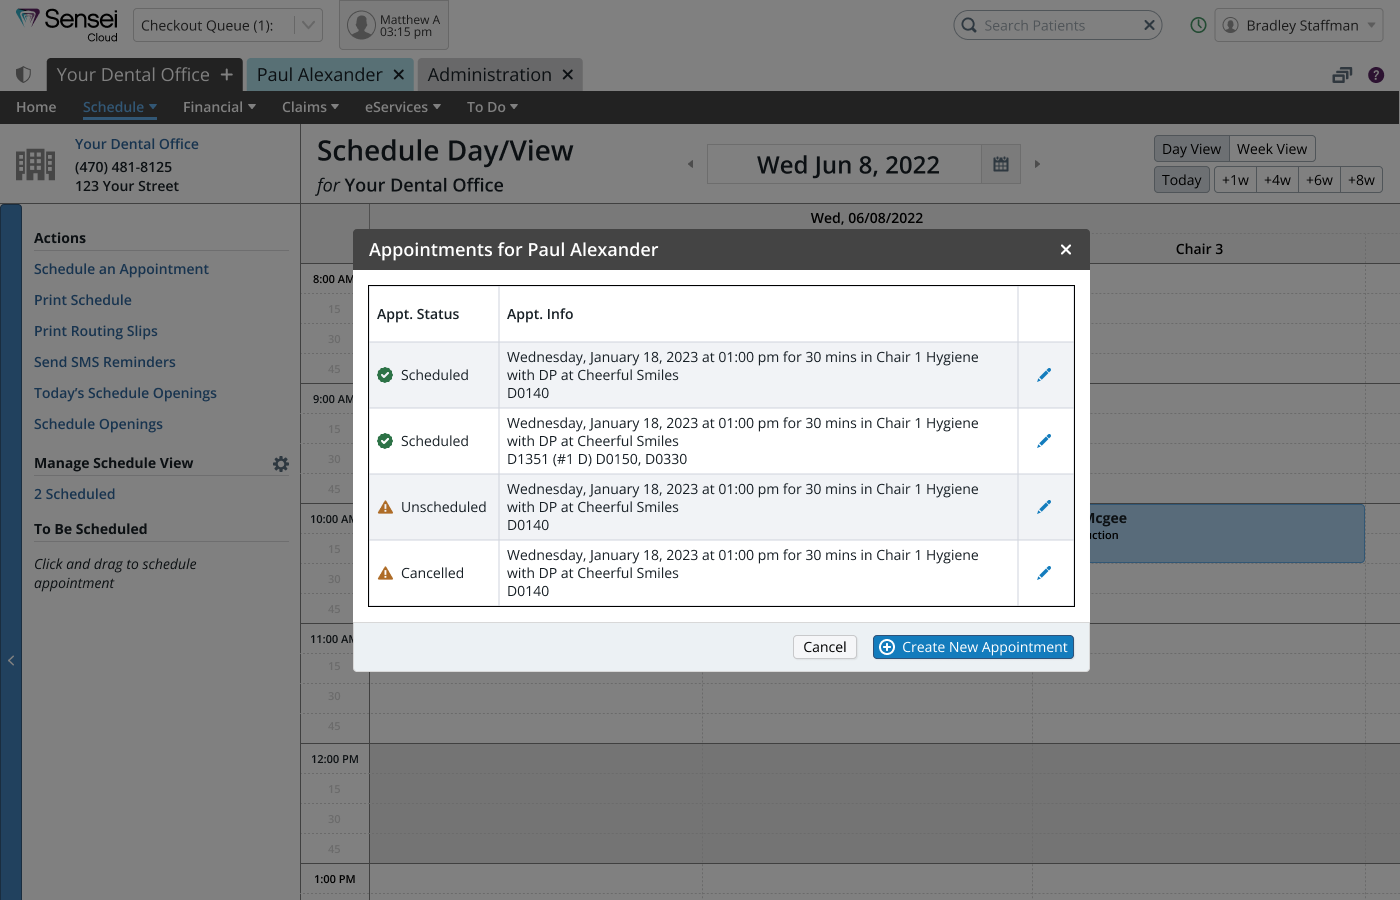 Sensei
Cloud
Checkout Queue (1):
Matthew A
03:15 pm
Search Patients
Bradley Staffman
Your Dental Office
Paul Alexander
Administration
?
Home
Schedule
Financial
Claims
eServices
To Do
Your Dental Office
(470) 481-8125
123 Your Street
Schedule Day/View
for Your Dental Office
Wed Jun 8, 2022
Day View
Week View
Today
+1w
+4w
+6w
+8w
Actions
Schedule an Appointment
Print Schedule
Print Routing Slips
Send SMS Reminders
Today's Schedule Openings
Schedule Openings
Manage Schedule View
2 Scheduled
To Be Scheduled
Click and drag to schedule
appointment
Wed, 06/08/2022
Chair 3
8:00 AM
15
30
45
9:00 AM
15
30
45
10:00 AM
15
30
45
11:00 AM
15
30
45
12:00 PM
15
30
45
1:00 PM
Mcgee
Appointments for Paul Alexander
Appt. Status
Appt. Info
Scheduled
Wednesday, January 18, 2023 at 01:00 pm for 30 mins in Chair 1 Hygiene
with DP at Cheerful Smiles
D0140
Scheduled
Wednesday, January 18, 2023 at 01:00 pm for 30 mins in Chair 1 Hygiene
with DP at Cheerful Smiles
D1351 (#1 D) D0150, D0330
Unscheduled
Wednesday, January 18, 2023 at 01:00 pm for 30 mins in Chair 1 Hygiene
with DP at Cheerful Smiles
D0140
Cancelled
Wednesday, January 18, 2023 at 01:00 pm for 30 mins in Chair 1 Hygiene
with DP at Cheerful Smiles
D0140
Cancel
Create New Appointment